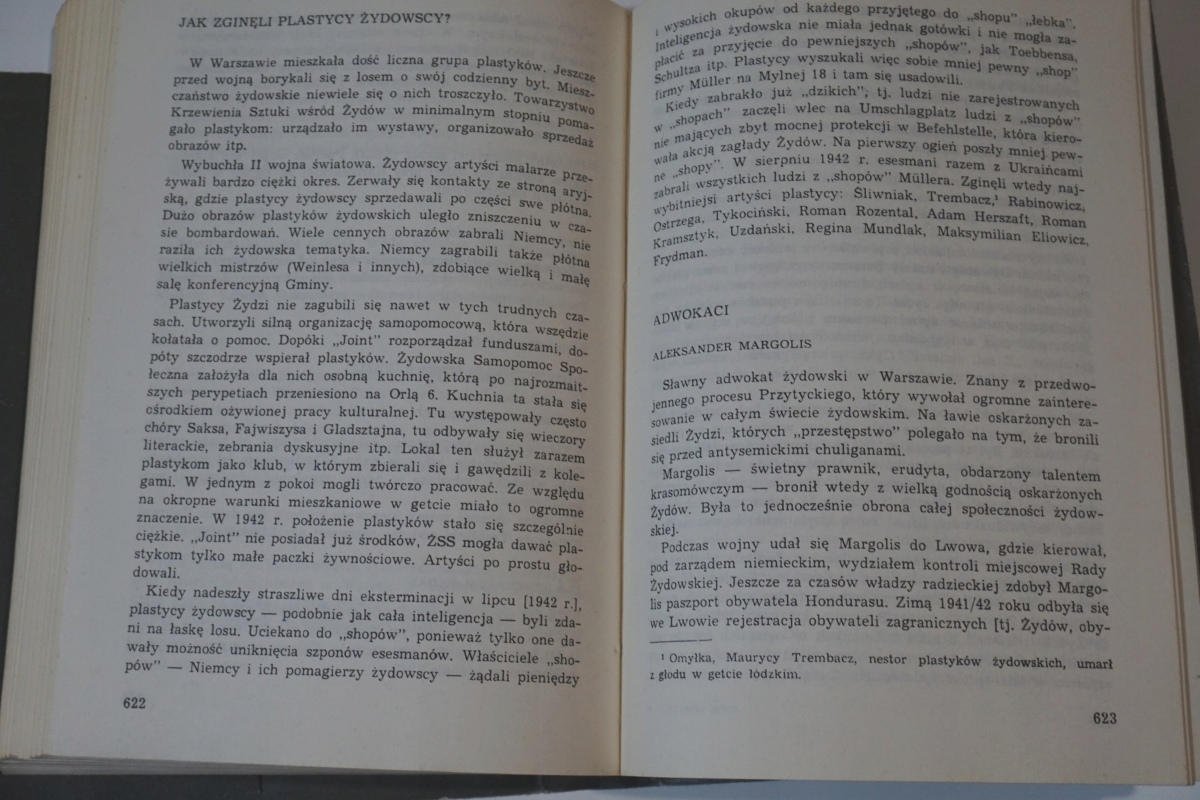 JAK ZGINĘLI PLASTYCY ŻYDOWSCY?
W Warszawie mieszkała dość liczna grupa plastyków. Jeszcze
przed wojną borykali się z losem o swój codzienny byt. Miesz-
czaństwo żydowskie niewiele się o nich troszczyło. Towarzystwo
Krzewienia Sztuki wśród Żydów w minimalnym stopniu poma-
gało plastykom: urządzało im wystawy, organizowało sprzedaż
obrazów itp.
Wybuchła II wojna światowa. Żydowscy artyści malarze prze-
żywali bardzo ciężki okres. Zerwały się kontakty ze stroną aryj-
ską, gdzie plastycy żydowscy sprzedawali po części swe płótna.
Dużo obrazów plastyków żydowskich uległo zniszczeniu w cza-
sie bombardowań. Wiele cennych obrazów zabrali Niemcy, nie
raziła ich żydowska tematyka. Niemcy zagrabili także płótna
wielkich mistrzów (Weinlesa i innych), zdobiące wielką i małę
salę konferencyjną Gminy.
Plastycy Żydzi nie zagubili się nawet w tych trudnych cza-
sach. Utworzyli silną organizację samopomocową, która wszędzie
kołatała o pomoc. Dopóki „Joint” rozporządzał funduszami, do-
póty szczodrze wspierał plastyków. Żydowska Samopomoc Spo-
łeczna założyła dla nich osobną kuchnię, którą po najrozmait-
szych perypetiach przeniesiono na Orlą 6. Kuchnia ta stała się
ośrodkiem ożywionej pracy kulturalnej. Tu występowały często
chóry Saksa, Fajwiszysa i Gladsztajna, tu odbywały się wieczory
literackie, zebrania dyskusyjne itp. Lokal ten służył zarazem
plastykom jako klub, w którym zbierali się i gawędzili z kole-
gami. W jednym z pokoi mogli twórczo pracować. Ze względu
na okropne warunki mieszkaniowe w getcie miało to ogromne
znaczenie. W 1942 r. położenie plastyków stało się szczególnie
ciężkie. „Joint” nie posiadał już środków, ŻSS mogła dawać pla-
stykom tylko małe paczki żywnościowe. Artyści po prostu gło-
dowali.
Kiedy nadeszły straszliwe dni eksterminacji w lipcu [1942 r.],
plastycy żydowscy — podobnie jak cała inteligencja — byli zda-
ni na łaskę losu. Uciekano do „shopów”, ponieważ tylko one da-
wały możność uniknięcia szponów esesmanów. Właściciele „sho-
pów” — Niemcy i ich pomagierzy żydowscy — żądali pieniędzy
622
i wysokich okupów od każdego przyjętego do „shopu” „łebka”.
Inteligencja żydowska nie miała jednak gotówki i nie mogła za-
płacić za przyjęcie do pewniejszych „shopów”, jak Toebbensa,
Schultza itp. Plastycy wyszukali więc sobie mniej pewny „shop”
firmy Müller na Mylnej 18 i tam się usadowili.
Kiedy zabrakło już „dzikich”; tj. ludzi nie zarejestrowanych
w „shopach” zaczęli wlec na Umschlagplatz ludzi z „shopów”
nie mających zbyt mocnej protekcji w Befehlstelle, która kiero-
wała akcją zagłady Żydów. Na pierwszy ogień poszły mniej pew-
ne „shopy”. W sierpniu 1942 r. esesmani razem z Ukraińcami
zabrali wszystkich ludzi z „shopów” Müllera. Zginęli wtedy naj-
wybitniejsi artyści plastycy: Śliwniak, Trembacz,¹ Rabinowicz,
Ostrzega, Tykociński, Roman Rozental, Adam Herszaft, Roman
Kramsztyk, Uzdański, Regina Mundlak, Maksymilian Eliowicz,
Frydman.
ADWOKACI
ALEKSANDER MARGOLIS
Sławny adwokat żydowski w Warszawie. Znany z przedwo-
jennego procesu Przytyckiego, który wywołał ogromne zaintere-
sowanie w całym świecie żydowskim. Na ławie oskarżonych za-
siedli Żydzi, których „przestępstwo” polegało na tym, że bronili
się przed antysemickimi chuliganami.
Margolis — świetny prawnik, erudyta, obdarzony talentem
krasomówczym — bronił wtedy z wielką godnością oskarżonych
Żydów. Była to jednocześnie obrona całej społeczności żydow-
skiej.
Podczas wojny udał się Margolis do Lwowa, gdzie kierował,
pod zarządem niemieckim, wydziałem kontroli miejscowej Rady
Żydowskiej. Jeszcze za czasów władzy radzieckiej zdobył Margo-
lis paszport obywatela Hondurasu. Zimą 1941/42 roku odbyła się
we Lwowie rejestracja obywateli zagranicznych [tj. Żydów, oby-
¹ Omyłka, Maurycy Trembacz, nestor plastyków żydowskich, umarł
z głodu w getcie łódzkim.
623